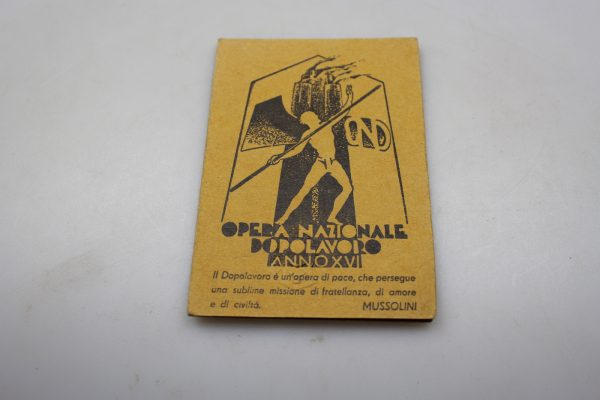 OND
OPERA NAZIONALE
DOPOLAVORO
ANNO XVI
Il Dopolavoro é un'opera di pace, che persegue
una sublime missione di fratellanza, di amore
e di civiltá. MUSSOLINI